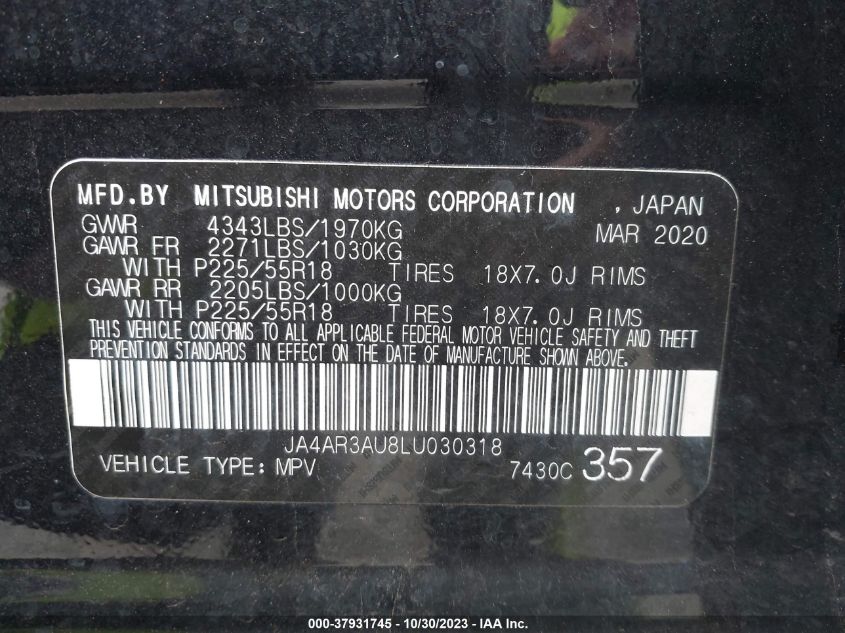 MFD.BY MITSUBISHI MOTORS CORPORATION , JAPAN
GVWR 4343LBS/1970KG MAR 2020
GAWR FR 2271LBS/1030KG
WITH P225/55R18 TIRES 18X7.0J RIMS
GAWR RR 2205LBS/1000KG
WITH P225/55R18 TIRES 18X7.0J RIMS
THIS VEHICLE CONFORMS TO ALL APPLICABLE FEDERAL MOTOR VEHICLE SAFETY AND THEFT
PREVENTION STANDARDS IN EFFECT ON THE DATE OF MANUFACTURE SHOWN ABOVE.
JA4AR3AU8LU030318
VEHICLE TYPE: MPV 7430C 357
000-37931745 - 10/30/2023 - IAA Inc.